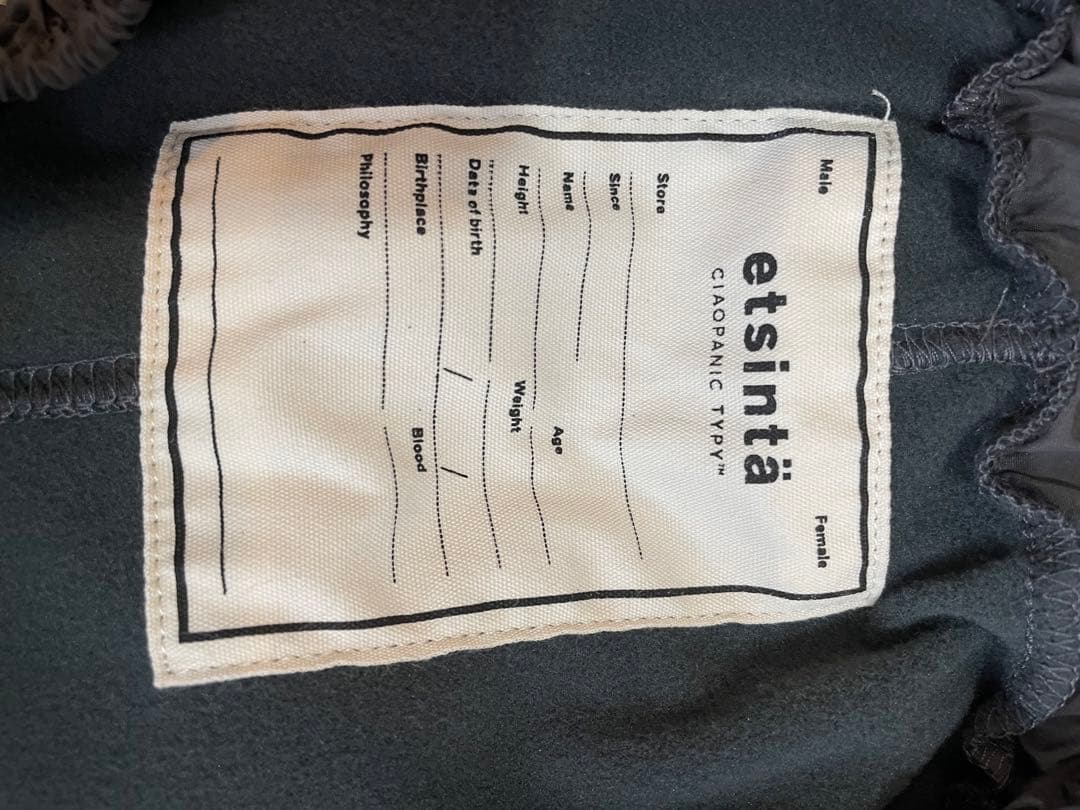 Male Female
etsintä
CIAOPANIC TYPY™
Store
Since
Name Age
Height Weight
Date of birth / /
Birthplace Blood
Philosophy